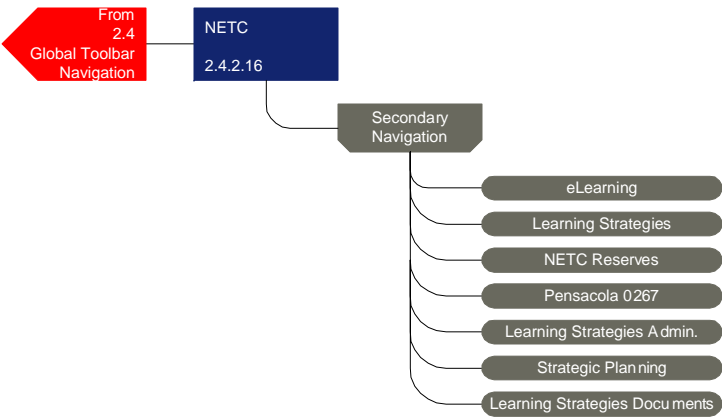 From
2.4
Global Toolbar
Navigation
NETC
2.4.2.16
Secondary
Navigation
eLearning
Learning Strategies
NETC Reserves
Pensacola 0267
Learning Strategies Admin.
Strategic Planning
Learning Strategies Documents